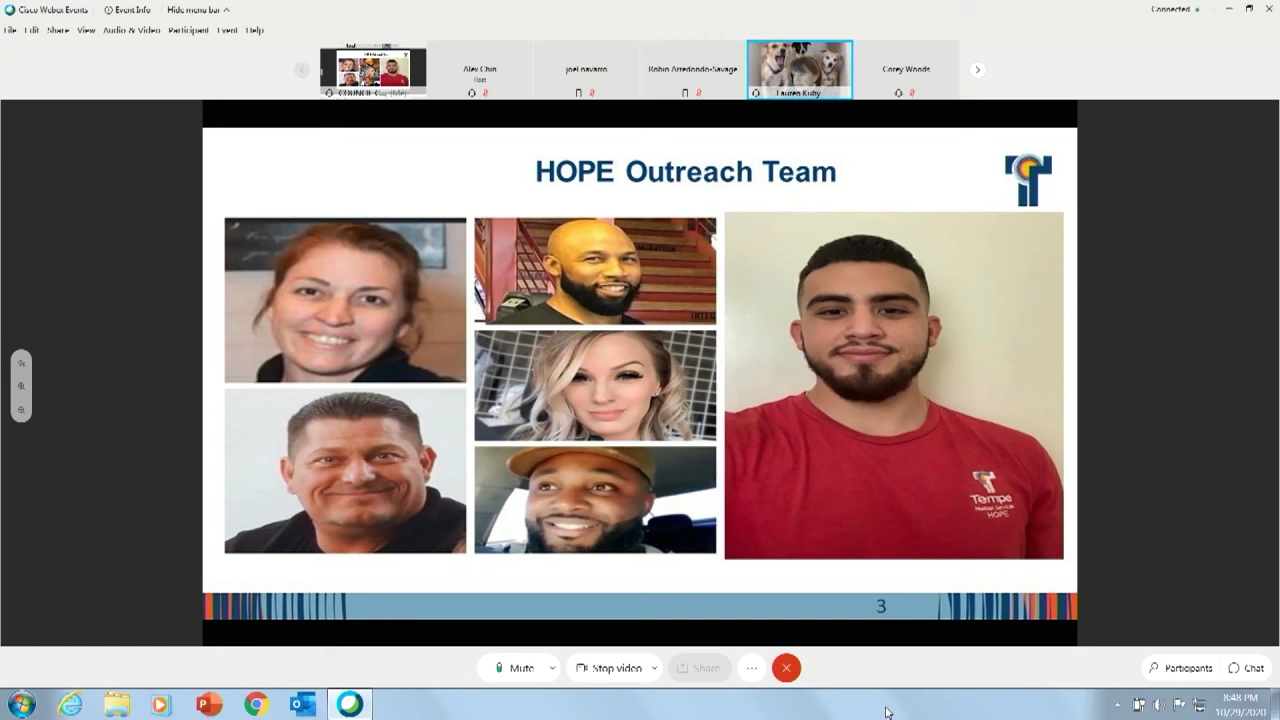 Cisco Webex Events Event Info Hide menu bar
Connected
File Edit Share View Audio & Video Participant Event Help
Alex Chin
Host
joel navarro
Robin Arredondo-Savage
Corey Woods
Lauren Kuby
HOPE Outreach Team
Tempe
Human Services
HOPE
3
Mute
Stop video
Share
Participants
Chat
8:48 PM
10/29/2020